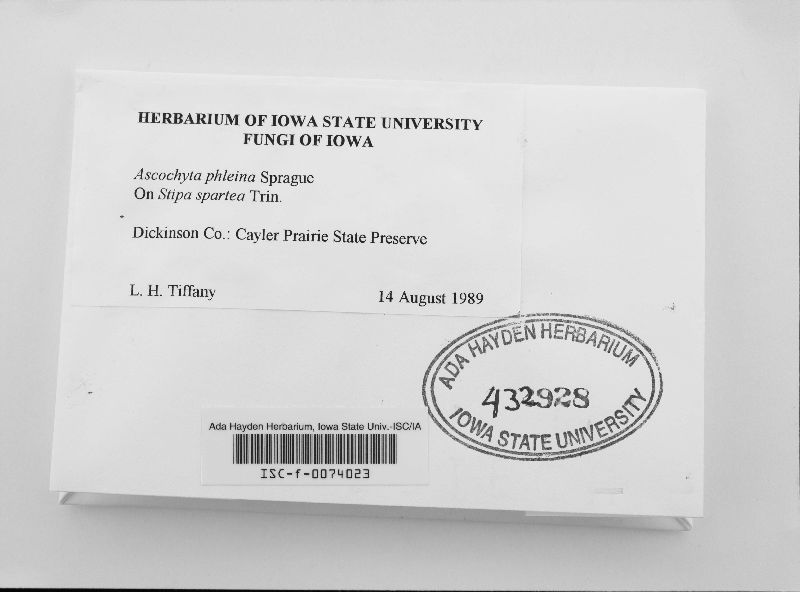 HERBARIUM OF IOWA STATE UNIVERSITY
FUNGI OF IOWA
Ascochyta phleina Sprague
On Stipa spartea Trin.
Dickinson Co.: Cayler Prairie State Preserve
L. H. Tiffany 14 August 1989
ADA HAYDEN HERBARIUM
432928
IOWA STATE UNIVERSITY
Ada Hayden Herbarium, Iowa State Univ.-ISC/IA
ISC-f-0074023